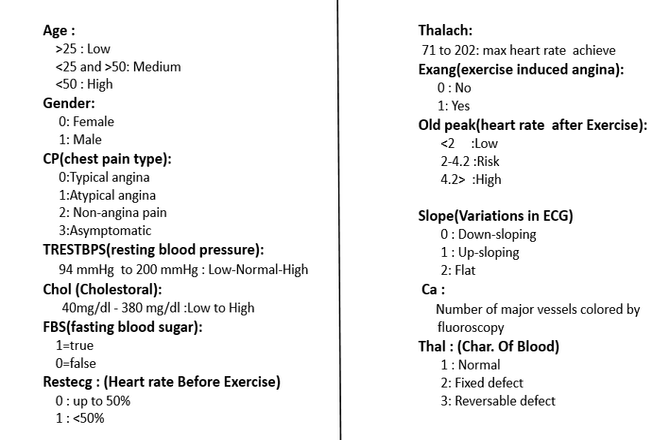 Age :
>25 : Low
<25 and >50: Medium
<50 : High
Gender:
0: Female
1: Male
CP(chest pain type):
0:Typical angina
1:Atypical angina
2: Non-angina pain
3:Asymptomatic
TRESTBPS(resting blood pressure):
94 mmHg to 200 mmHg : Low-Normal-High
Chol (Cholestoral):
40mg/dl - 380 mg/dl :Low to High
FBS(fasting blood sugar):
1=true
0=false
Restecg : (Heart rate Before Exercise)
0 : up to 50%
1 : <50%
Thalach:
71 to 202: max heart rate achieve
Exang(exercise induced angina):
0 : No
1: Yes
Old peak(heart rate after Exercise):
<2 :Low
2-4.2 :Risk
4.2> :High
Slope(Variations in ECG)
0 : Down-sloping
1 : Up-sloping
2: Flat
Ca :
Number of major vessels colored by
fluoroscopy
Thal : (Char. Of Blood)
1 : Normal
2: Fixed defect
3: Reversable defect